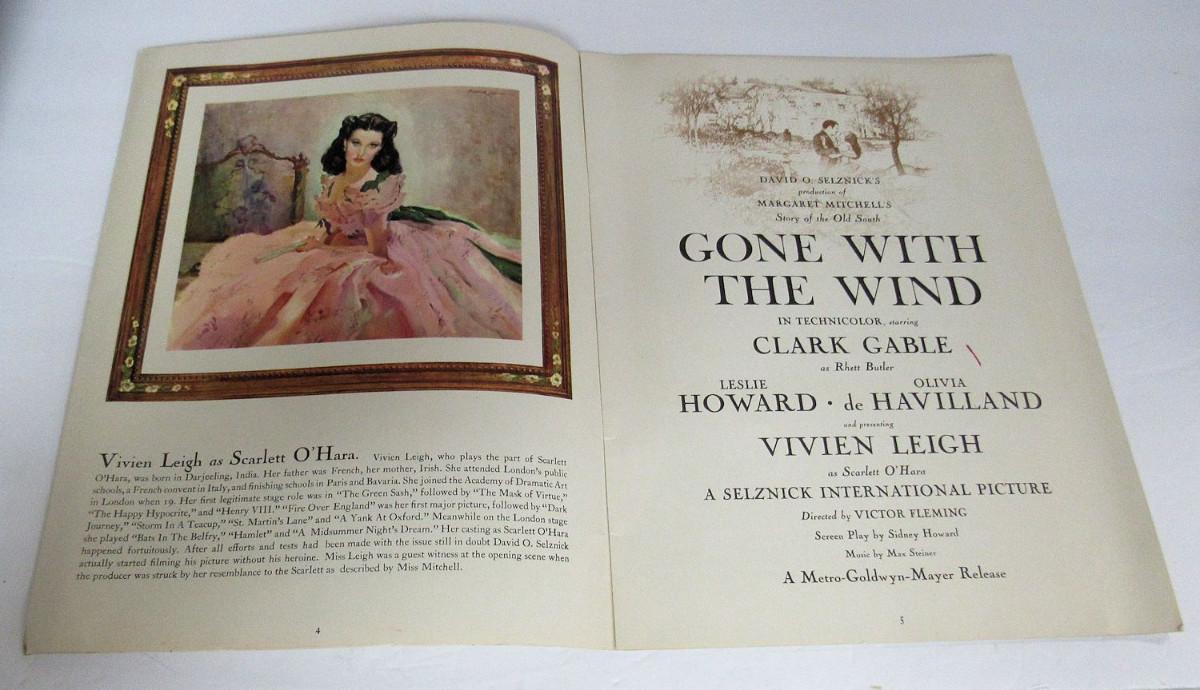 Vivien Leigh as Scarlett O'Hara. Vivien Leigh, who plays the part of Scarlett
O'Hara, was born in Darjeeling, India. Her father was French, her mother, Irish. She attended London's public
schools, a French convent in Italy, and finishing schools in Paris and Bavaria. She joined the Academy of Dramatic Art
in London when 19. Her first legitimate stage role was in "The Green Sash," followed by "The Mask of Virtue,"
"The Happy Hypocrite," and "Henry VIII." "Fire Over England" was her first major picture, followed by "Dark
Journey," "Storm In A Teacup," "St. Martin's Lane" and "A Yank At Oxford." Meanwhile on the London stage
she played "Bats In The Belfry," "Hamlet" and "A Midsummer Night's Dream." Her casting as Scarlett O'Hara
happened fortuitously. After all efforts and tests had been made with the issue still in doubt David O. Selznick
actually started filming his picture without his heroine. Miss Leigh was a guest witness at the opening scene when
the producer was struck by her resemblance to the Scarlett as described by Miss Mitchell.
4
DAVID O. SELZNICK'S
production of
MARGARET MITCHELL'S
Story of the Old South
GONE WITH
THE WIND
IN TECHNICOLOR, starring
CLARK GABLE
as Rhett Butler
LESLIE OLIVIA
HOWARD · de HAVILLAND
and presenting
VIVIEN LEIGH
as Scarlett O'Hara
A SELZNICK INTERNATIONAL PICTURE
Directed by VICTOR FLEMING
Screen Play by Sidney Howard
Music by Max Steiner
A Metro-Goldwyn-Mayer Release
5